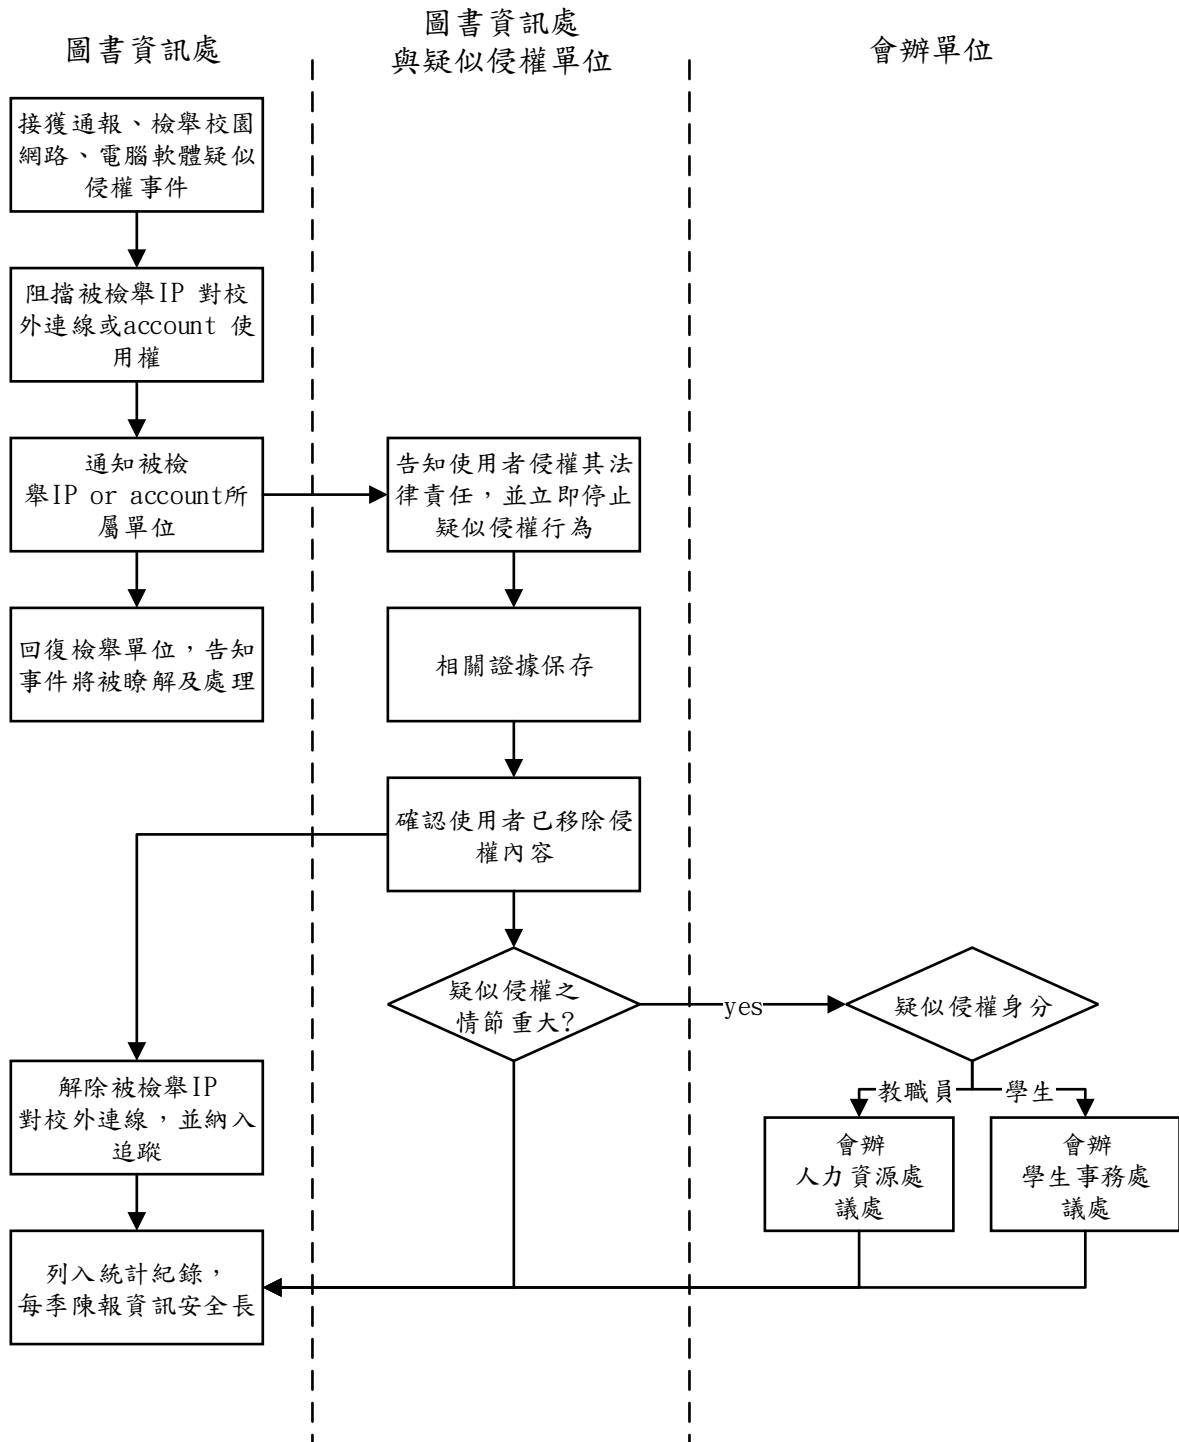 圖書資訊處
圖書資訊處
與疑似侵權單位
會辦單位
接獲通報、檢舉校園
網路、電腦軟體疑似
侵權事件
阻擋被檢舉IP 對校
外連線或account 使
用權
通知被檢
舉IP or account所
屬單位
告知使用者侵權其法
律責任，並立即停止
疑似侵權行為
回復檢舉單位，告知
事件將被瞭解及處理
相關證據保存
確認使用者已移除侵
權內容
疑似侵權之
情節重大?
yes
疑似侵權身分
教職員
學生
解除被檢舉IP
對校外連線，並納入
追蹤
會辦
人力資源處
議處
會辦
學生事務處
議處
列入統計紀錄，
每季陳報資訊安全長